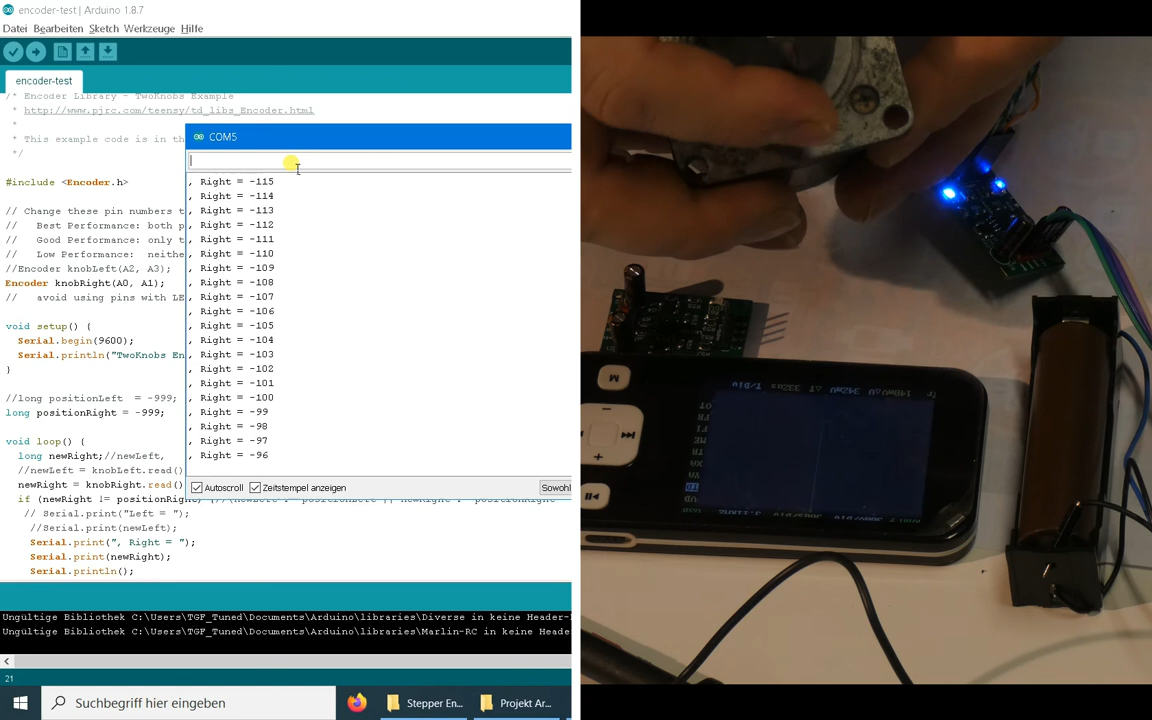 encoder-test | Arduino 1.8.7
Datei Bearbeiten Sketch Werkzeuge Hilfe
encoder-test
/* Encoder Library - TwoKnobs Example
* http://www.pjrc.com/teensy/td_libs_Encoder.html
*
* This example code is in th
*/
#include <Encoder.h>
// Change these pin numbers t
// Best Performance: both p
// Good Performance: only t
// Low Performance: neithe
//Encoder knobLeft(A2, A3);
Encoder knobRight(A0, A1);
// avoid using pins with LE
void setup() {
Serial.begin(9600);
Serial.println("TwoKnobs En
}
//long positionLeft = -999;
long positionRight = -999;
void loop() {
long newRight;//newLeft,
//newLeft = knobLeft.read()
newRight = knobRight.read()
if (newRight != positionRight)
// Serial.print("Left = ");
//Serial.print(newLeft);
Serial.print(", Right = ");
Serial.print(newRight);
Serial.println();
COM5
, Right = -115
, Right = -114
, Right = -113
, Right = -112
, Right = -111
, Right = -110
, Right = -109
, Right = -108
, Right = -107
, Right = -106
, Right = -105
, Right = -104
, Right = -103
, Right = -102
, Right = -101
, Right = -100
, Right = -99
, Right = -98
, Right = -97
, Right = -96
Autoscroll Zeitstempel anzeigen
Sowohl
Ungültige Bibliothek C:\Users\TGF_Tuned\Documents\Arduino\libraries\Diverse in keine Header-
Ungültige Bibliothek C:\Users\TGF_Tuned\Documents\Arduino\libraries\Marlin-RC in keine Heade
21
Suchbegriff hier eingeben
Stepper En...
Projekt Ar...
M